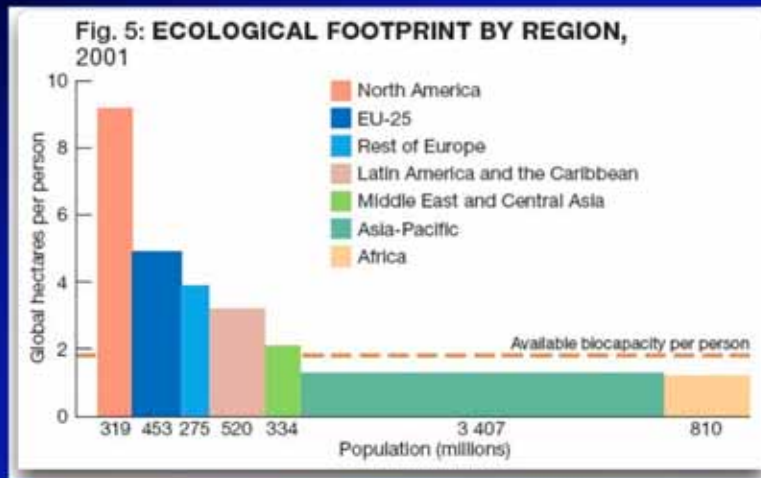 Fig. 5: ECOLOGICAL FOOTPRINT BY REGION,
2001
Global hectares per person
10
8
6
4
2
0
North America
EU-25
Rest of Europe
Latin America and the Caribbean
Middle East and Central Asia
Asia-Pacific
Africa
Available biocapacity per person
319 453 275 520 334 3 407 810
Population (millions)